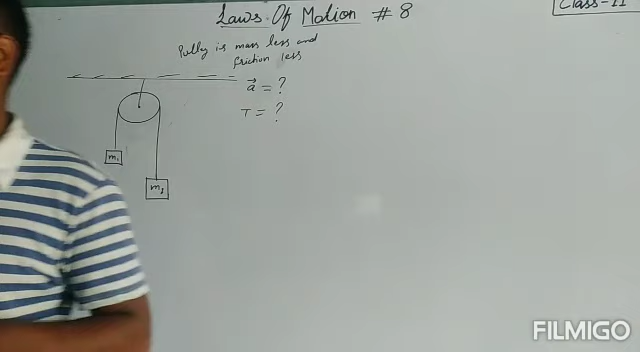 Laws Of Motion # 8
Class-11
Pully is mass less and
friction less
a⃗ = ?
T = ?
m₁
m₂
FILMIGO